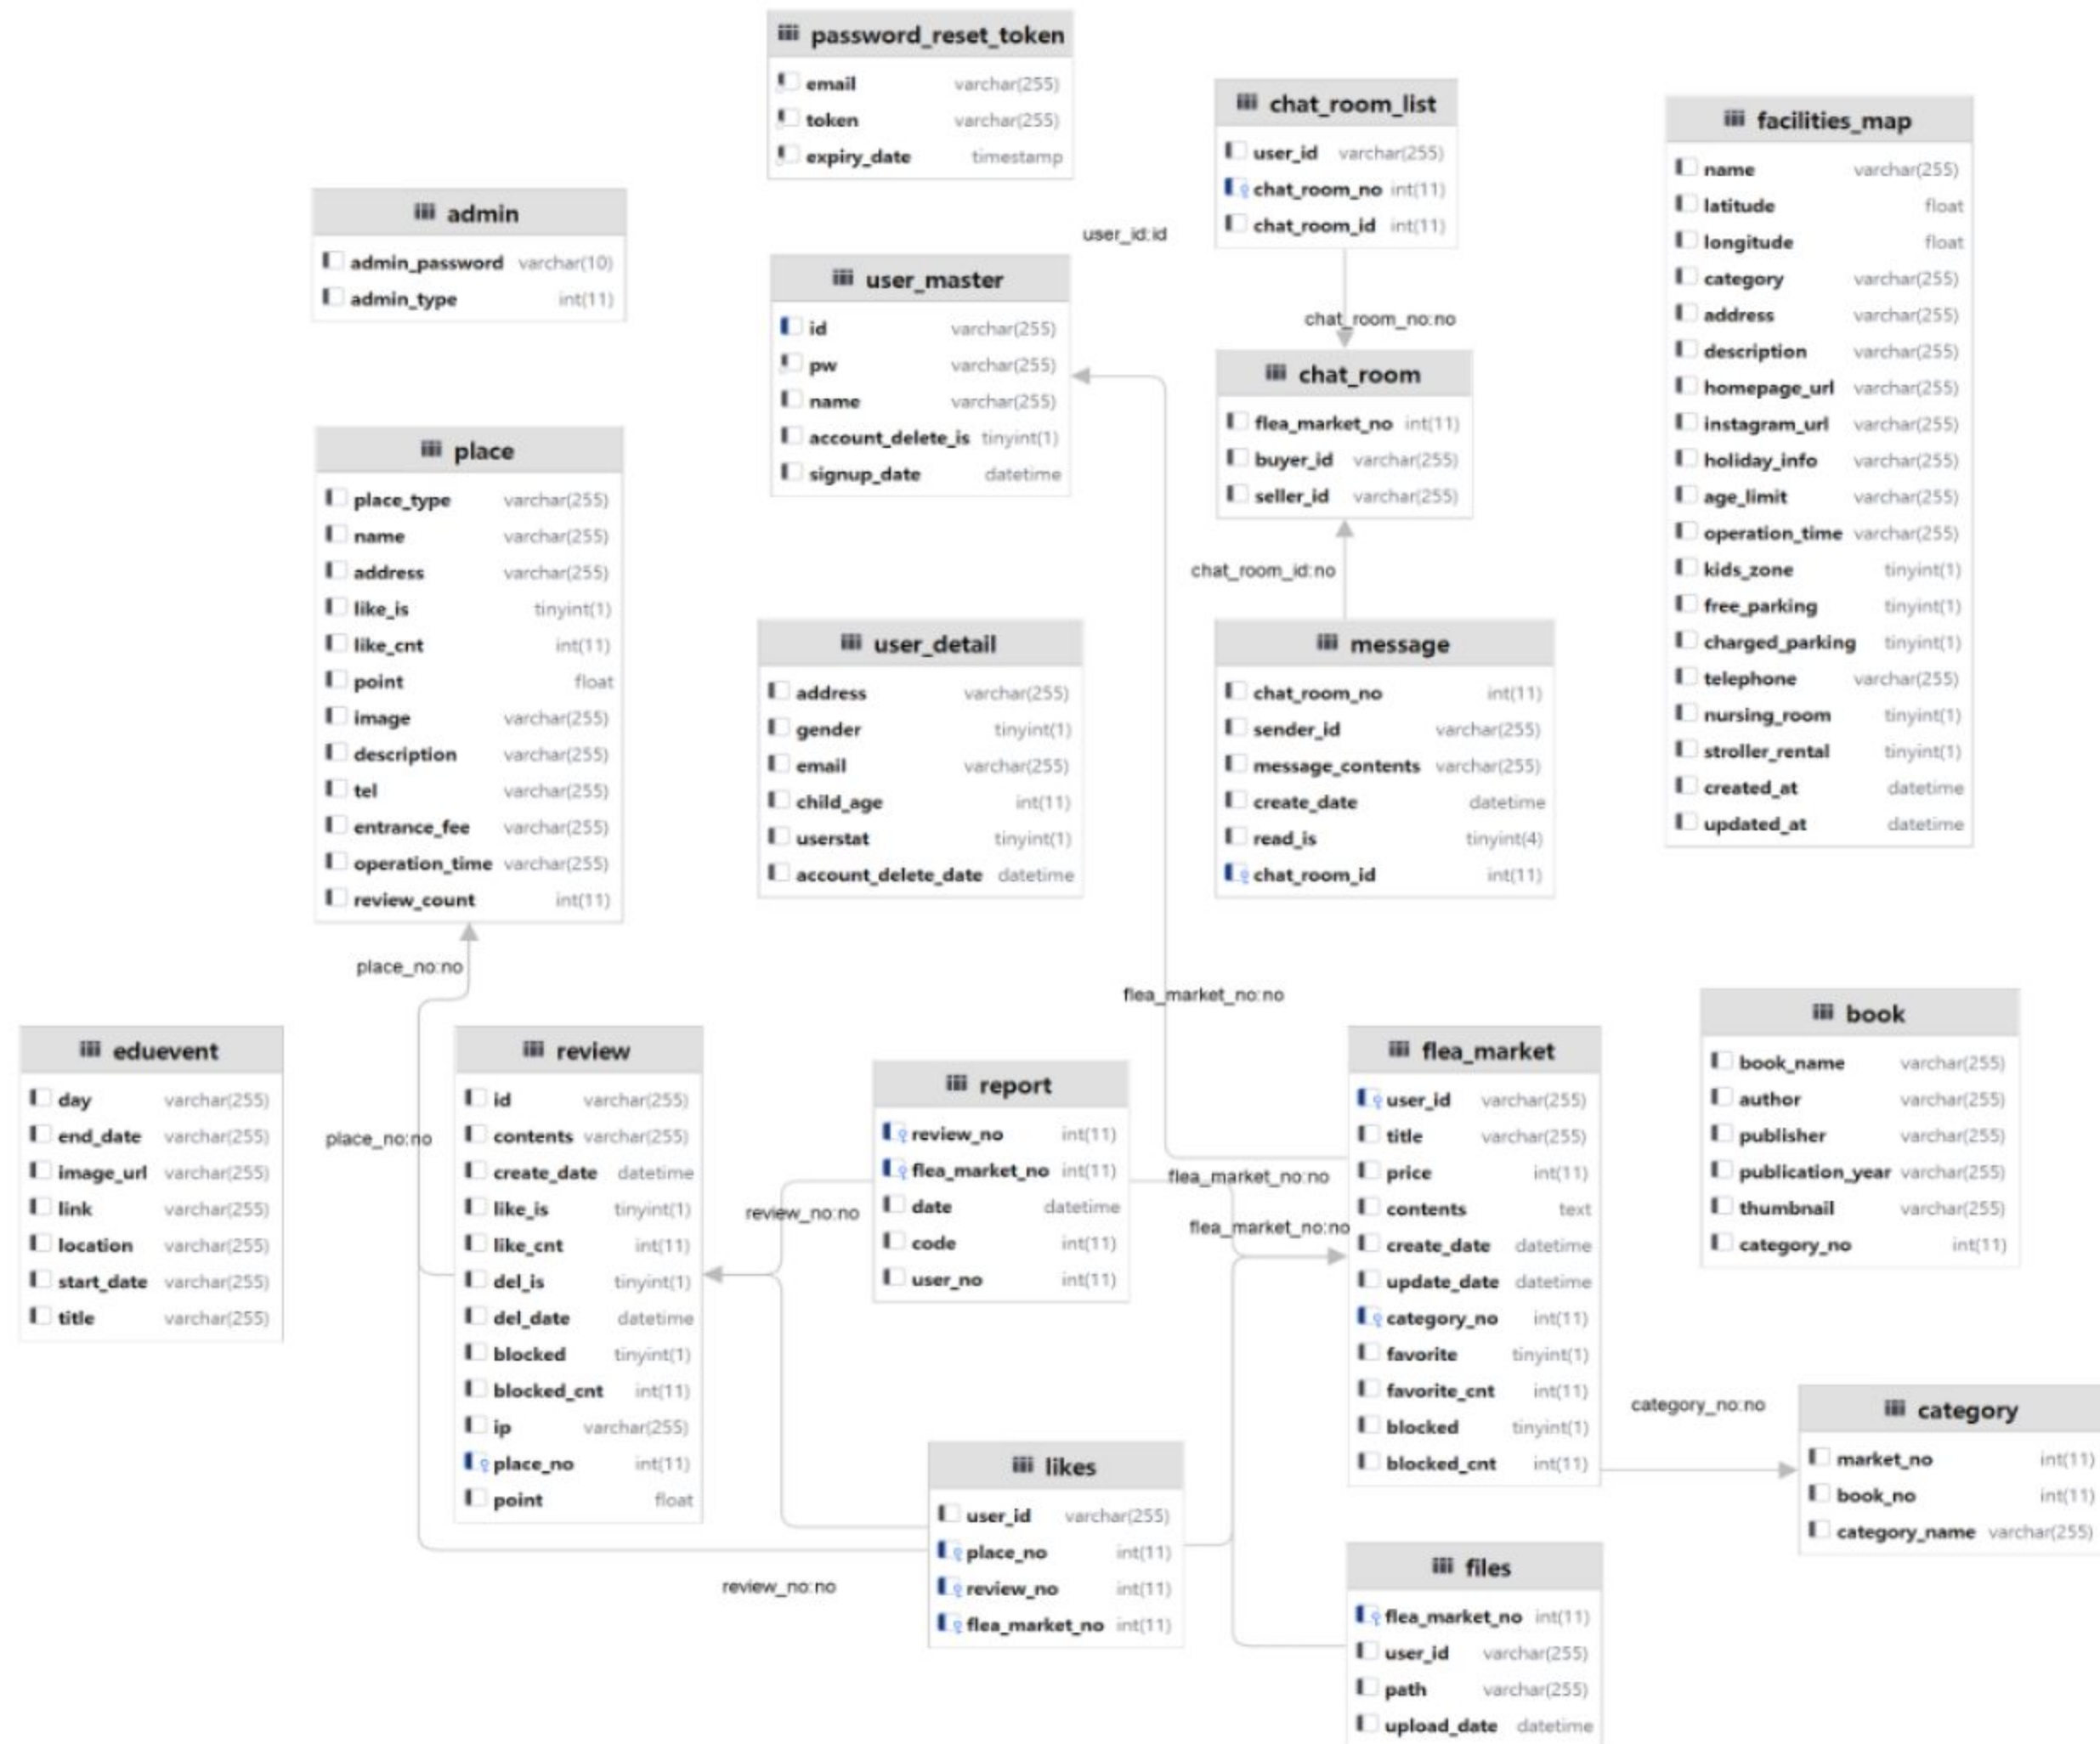 password_reset_token
email varchar(255)
token varchar(255)
expiry_date timestamp
chat_room_list
user_id varchar(255)
chat_room_no int(11)
chat_room_id int(11)
facilities_map
name varchar(255)
latitude float
longitude float
category varchar(255)
address varchar(255)
description varchar(255)
homepage_url varchar(255)
instagram_url varchar(255)
holiday_info varchar(255)
age_limit varchar(255)
operation_time varchar(255)
kids_zone tinyint(1)
free_parking tinyint(1)
charged_parking tinyint(1)
telephone varchar(255)
nursing_room tinyint(1)
stroller_rental tinyint(1)
created_at datetime
updated_at datetime
admin
admin_password varchar(10)
admin_type int(11)
user_id:id
user_master
id varchar(255)
pw varchar(255)
name varchar(255)
account_delete_is tinyint(1)
signup_date datetime
chat_room_no:no
chat_room
flea_market_no int(11)
buyer_id varchar(255)
seller_id varchar(255)
chat_room_id:no
place
place_type varchar(255)
name varchar(255)
address varchar(255)
like_is tinyint(1)
like_cnt int(11)
point float
image varchar(255)
description varchar(255)
tel varchar(255)
entrance_fee varchar(255)
operation_time varchar(255)
review_count int(11)
user_detail
address varchar(255)
gender tinyint(1)
email varchar(255)
child_age int(11)
userstat tinyint(1)
account_delete_date datetime
message
chat_room_no int(11)
sender_id varchar(255)
message_contents varchar(255)
create_date datetime
read_is tinyint(4)
chat_room_id int(11)
place_no:no
flea_market_no:no
eduevent
day varchar(255)
end_date varchar(255)
image_url varchar(255)
link varchar(255)
location varchar(255)
start_date varchar(255)
title varchar(255)
place_no:no
review
id varchar(255)
contents varchar(255)
create_date datetime
like_is tinyint(1)
like_cnt int(11)
del_is tinyint(1)
del_date datetime
blocked tinyint(1)
blocked_cnt int(11)
ip varchar(255)
place_no int(11)
point float
review_no:no
report
review_no int(11)
flea_market_no int(11)
date datetime
code int(11)
user_no int(11)
flea_market_no:no
flea_market_no:no
flea_market
user_id varchar(255)
title varchar(255)
price int(11)
contents text
create_date datetime
update_date datetime
category_no int(11)
favorite tinyint(1)
favorite_cnt int(11)
blocked tinyint(1)
blocked_cnt int(11)
book
book_name varchar(255)
author varchar(255)
publisher varchar(255)
publication_year varchar(255)
thumbnail varchar(255)
category_no int(11)
category_no:no
category
market_no int(11)
book_no int(11)
category_name varchar(255)
likes
user_id varchar(255)
place_no int(11)
review_no int(11)
flea_market_no int(11)
review_no:no
files
flea_market_no int(11)
user_id varchar(255)
path varchar(255)
upload_date datetime